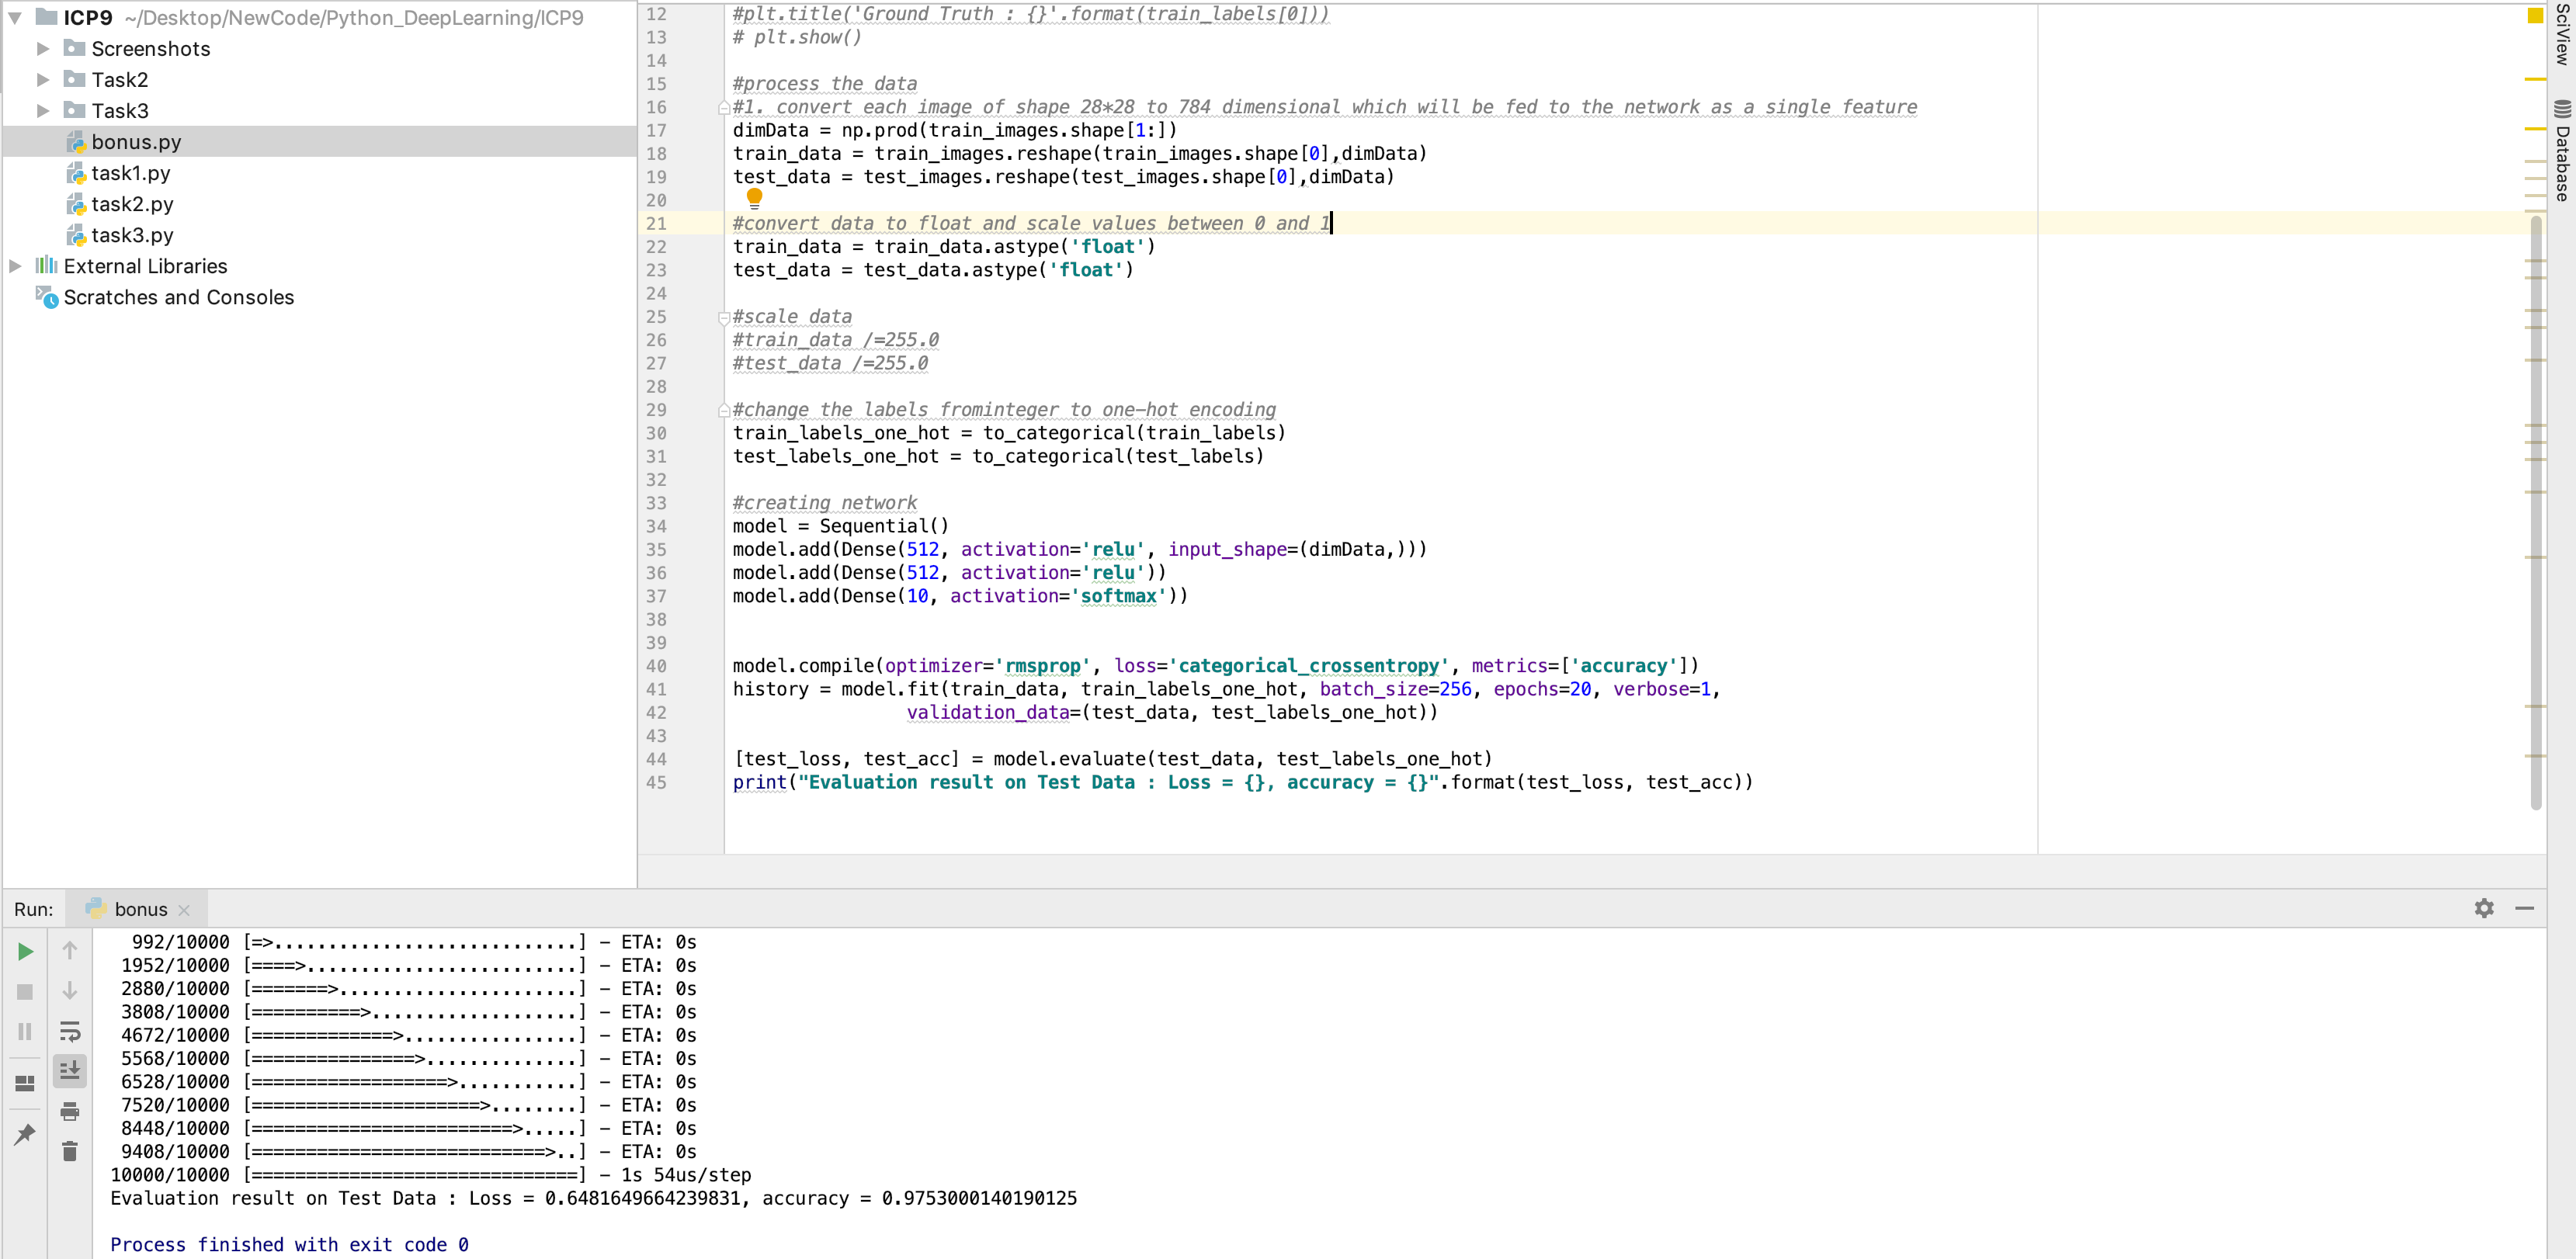 ICP9 ~/Desktop/NewCode/Python_DeepLearning/ICP9
Screenshots
Task2
Task3
bonus.py
task1.py
task2.py
task3.py
External Libraries
Scratches and Consoles
12 #plt.title('Ground Truth : {}'.format(train_labels[0]))
13 # plt.show()
14
15 #process the data
16 #1. convert each image of shape 28*28 to 784 dimensional which will be fed to the network as a single feature
17 dimData = np.prod(train_images.shape[1:])
18 train_data = train_images.reshape(train_images.shape[0],dimData)
19 test_data = test_images.reshape(test_images.shape[0],dimData)
20
21 #convert data to float and scale values between 0 and 1
22 train_data = train_data.astype('float')
23 test_data = test_data.astype('float')
24
25 #scale data
26 #train_data /=255.0
27 #test_data /=255.0
28
29 #change the labels frominteger to one-hot encoding
30 train_labels_one_hot = to_categorical(train_labels)
31 test_labels_one_hot = to_categorical(test_labels)
32
33 #creating network
34 model = Sequential()
35 model.add(Dense(512, activation='relu', input_shape=(dimData,)))
36 model.add(Dense(512, activation='relu'))
37 model.add(Dense(10, activation='softmax'))
38
39
40 model.compile(optimizer='rmsprop', loss='categorical_crossentropy', metrics=['accuracy'])
41 history = model.fit(train_data, train_labels_one_hot, batch_size=256, epochs=20, verbose=1,
42 validation_data=(test_data, test_labels_one_hot))
43
44 [test_loss, test_acc] = model.evaluate(test_data, test_labels_one_hot)
45 print("Evaluation result on Test Data : Loss = {}, accuracy = {}".format(test_loss, test_acc))
SciView
Database
Run: bonus
992/10000 [=>............................] - ETA: 0s
1952/10000 [====>.........................] - ETA: 0s
2880/10000 [=======>......................] - ETA: 0s
3808/10000 [==========>...................] - ETA: 0s
4672/10000 [=============>................] - ETA: 0s
5568/10000 [===============>..............] - ETA: 0s
6528/10000 [==================>...........] - ETA: 0s
7520/10000 [=====================>........] - ETA: 0s
8448/10000 [========================>.....] - ETA: 0s
9408/10000 [===========================>..] - ETA: 0s
10000/10000 [==============================] - 1s 54us/step
Evaluation result on Test Data : Loss = 0.6481649664239831, accuracy = 0.9753000140190125
Process finished with exit code 0